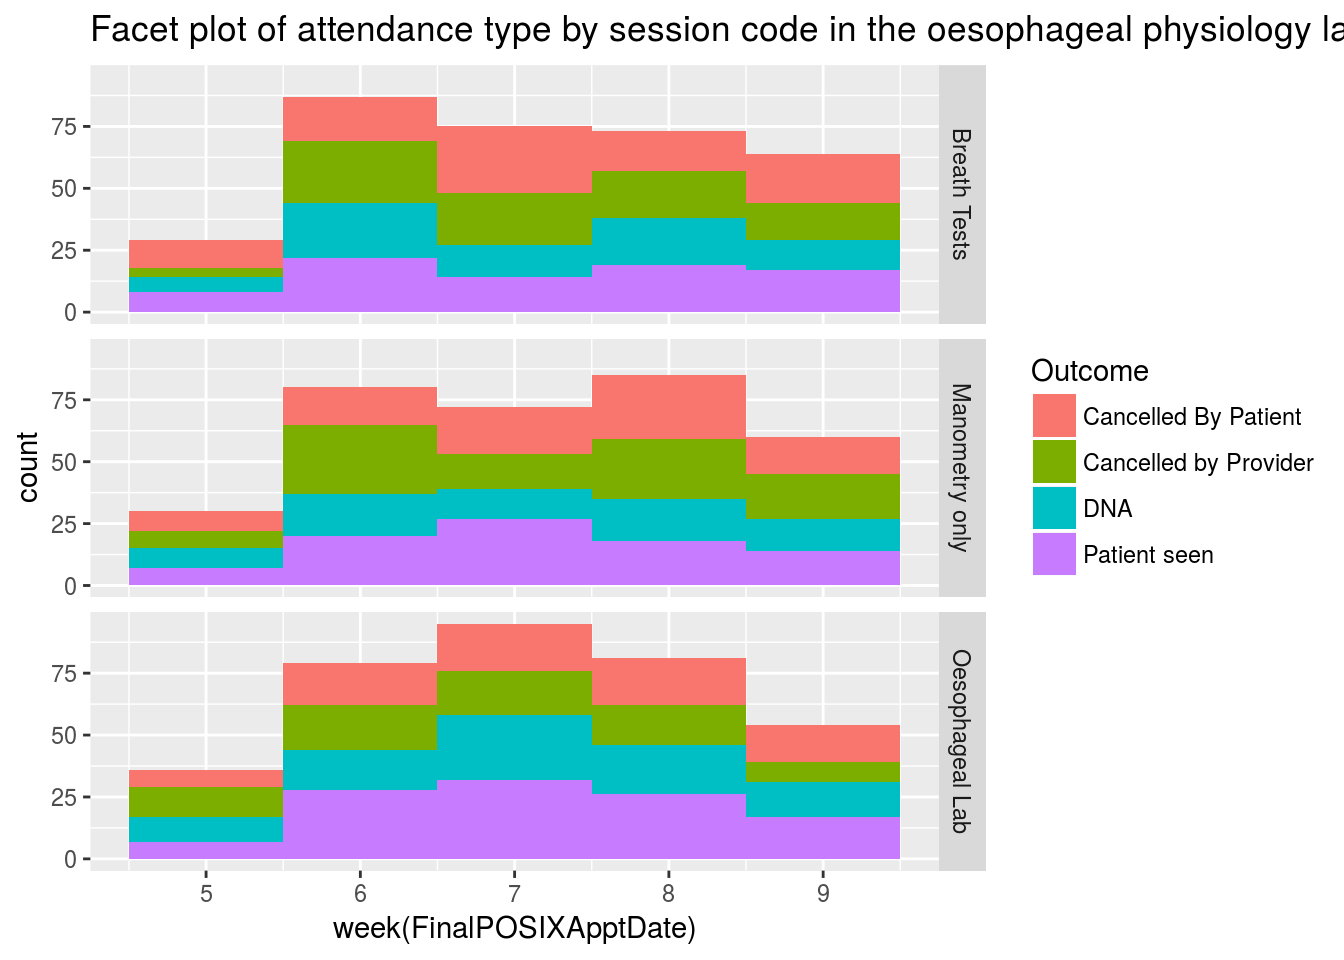 Facet plot of attendance type by session code in the oesophageal physiology la
75
50
25
0
Breath Tests
75
50
25
0
Manometry only
75
50
25
0
Oesophageal Lab
count
5 6 7 8 9
week(FinalPOSIXApptDate)
Outcome
Cancelled By Patient
Cancelled by Provider
DNA
Patient seen